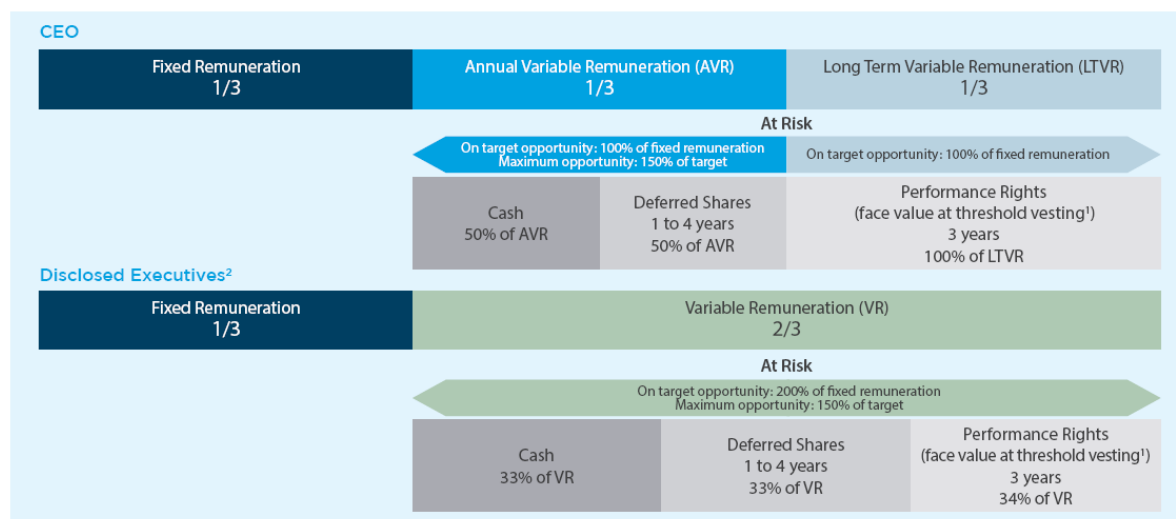 CEO
Fixed Remuneration
1/3
Annual Variable Remuneration (AVR)
1/3
Long Term Variable Remuneration (LTVR)
1/3
At Risk
On target opportunity: 100% of fixed remuneration
Maximum opportunity: 150% of target
On target opportunity: 100% of fixed remuneration
Cash
50% of AVR
Deferred Shares
1 to 4 years
50% of AVR
Performance Rights
(face value at threshold vesting¹)
3 years
100% of LTVR
Disclosed Executives²
Fixed Remuneration
1/3
Variable Remuneration (VR)
2/3
At Risk
On target opportunity: 200% of fixed remuneration
Maximum opportunity: 150% of target
Cash
33% of VR
Deferred Shares
1 to 4 years
33% of VR
Performance Rights
(face value at threshold vesting¹)
3 years
34% of VR